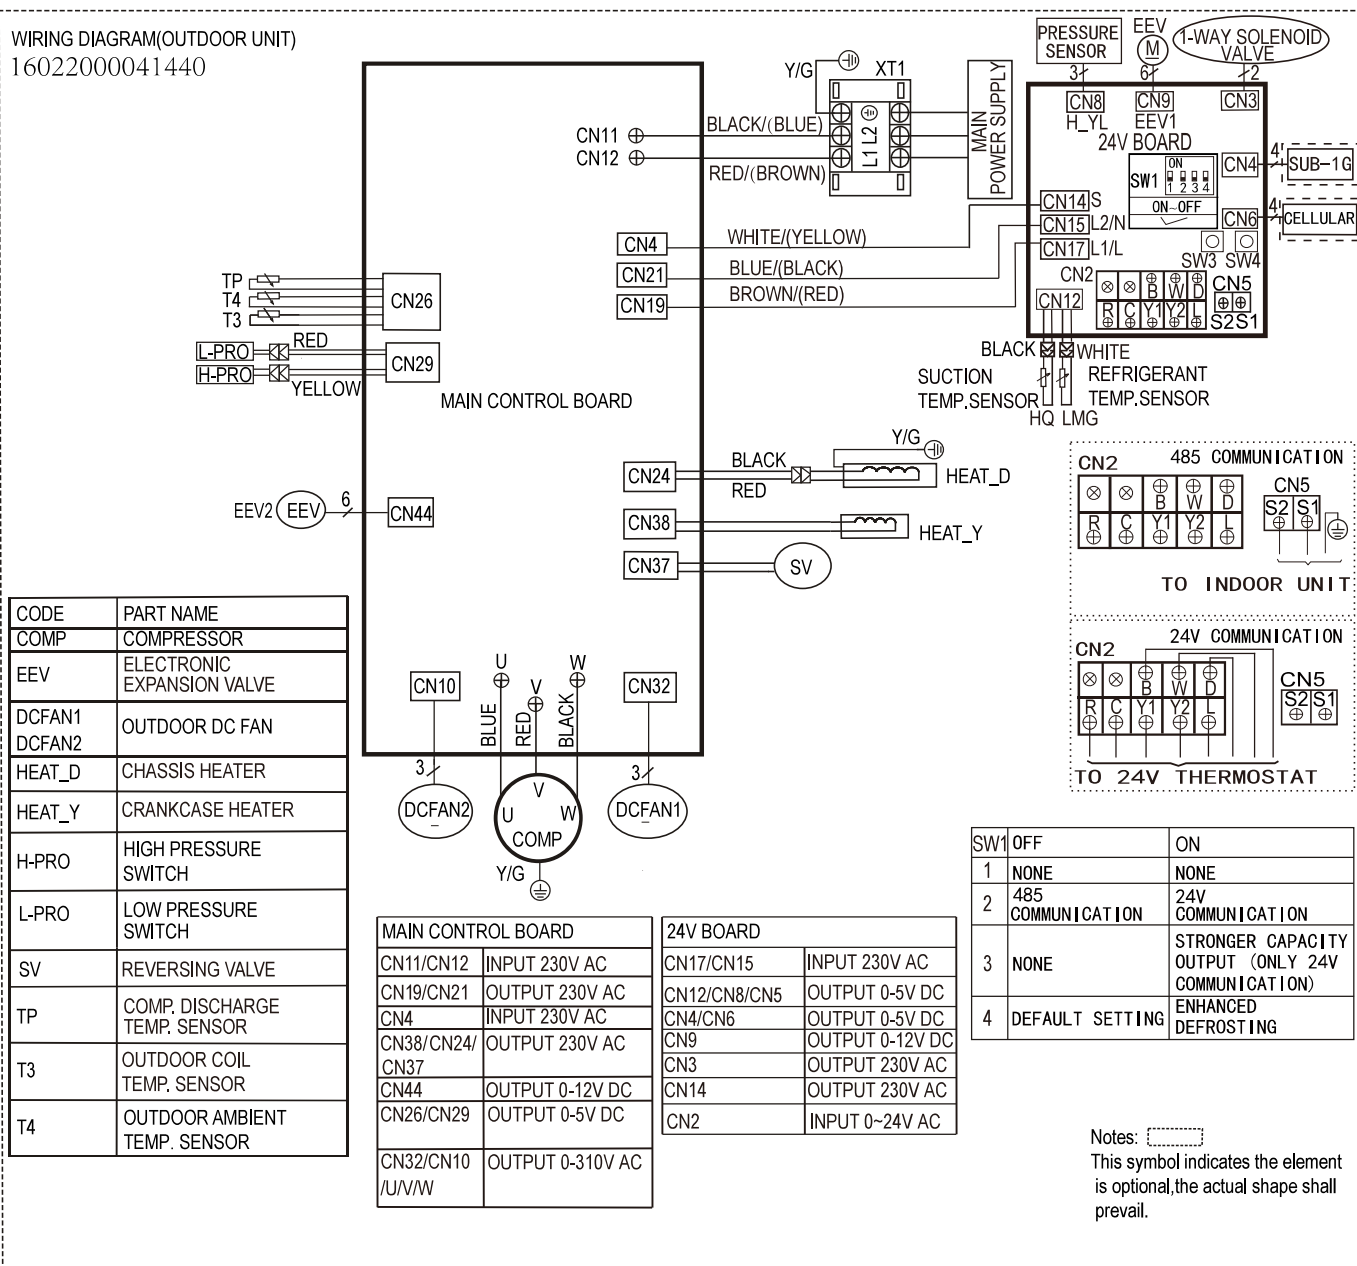 WIRING DIAGRAM(OUTDOOR UNIT)
16022000041440
CN11
CN12
BLACK/(BLUE)
RED/(BROWN)
Y/G
XT1
L1 L2
MAIN
POWER SUPPLY
PRESSURE
SENSOR
EEV
M
1-WAY SOLENOID
VALVE
3
6
2
CN8
H_YL
CN9
EEV1
CN3
24V BOARD
SW1
ON
1 2 3 4
ON~OFF
CN4
4
SUB-1G
CN6
4
CELLULAR
CN14 S
CN15 L2/N
CN17 L1/L
SW3 SW4
CN2
B W D
R C Y1 Y2 L
CN5
S2 S1
CN12
BLACK
WHITE
SUCTION
TEMP.SENSOR
REFRIGERANT
TEMP.SENSOR
HQ LMG
CN4
WHITE/(YELLOW)
CN21
BLUE/(BLACK)
CN19
BROWN/(RED)
TP
T4
T3
CN26
L-PRO
RED
H-PRO
YELLOW
CN29
MAIN CONTROL BOARD
CN24
BLACK
RED
Y/G
HEAT_D
CN38
HEAT_Y
CN37
SV
EEV2
EEV
6
CN44
CN10
U
V
W
CN32
BLUE
RED
BLACK
3
3
DCFAN2
U
V
W
COMP
DCFAN1
Y/G
CN2
485 COMMUNICATION
B W D
R C Y1 Y2 L
CN5
S2 S1
TO INDOOR UNIT
CN2
24V COMMUNICATION
B W D
R C Y1 Y2 L
CN5
S2 S1
TO 24V THERMOSTAT
CODE PART NAME
COMP COMPRESSOR
EEV ELECTRONIC
EXPANSION VALVE
DCFAN1
DCFAN2
OUTDOOR DC FAN
HEAT_D CHASSIS HEATER
HEAT_Y CRANKCASE HEATER
H-PRO HIGH PRESSURE
SWITCH
L-PRO LOW PRESSURE
SWITCH
SV REVERSING VALVE
TP COMP. DISCHARGE
TEMP. SENSOR
T3 OUTDOOR COIL
TEMP. SENSOR
T4 OUTDOOR AMBIENT
TEMP. SENSOR
MAIN CONTROL BOARD
CN11/CN12 INPUT 230V AC
CN19/CN21 OUTPUT 230V AC
CN4 INPUT 230V AC
CN38/CN24/
CN37
OUTPUT 230V AC
CN44 OUTPUT 0-12V DC
CN26/CN29 OUTPUT 0-5V DC
CN32/CN10
/U/V/W
OUTPUT 0-310V AC
24V BOARD
CN17/CN15 INPUT 230V AC
CN12/CN8/CN5 OUTPUT 0-5V DC
CN4/CN6 OUTPUT 0-5V DC
CN9 OUTPUT 0-12V DC
CN3 OUTPUT 230V AC
CN14 OUTPUT 230V AC
CN2 INPUT 0~24V AC
SW1 OFF ON
1 NONE NONE
2 485
COMMUNICATION
24V
COMMUNICATION
3 NONE STRONGER CAPACITY
OUTPUT (ONLY 24V
COMMUNICATION)
4 DEFAULT SETTING ENHANCED
DEFROSTING
Notes:
This symbol indicates the element
is optional,the actual shape shall
prevail.